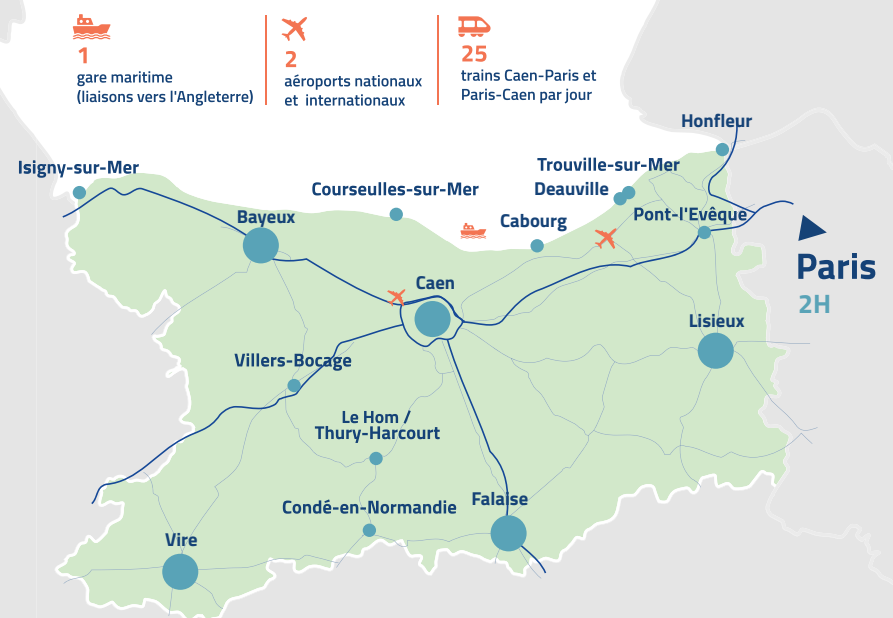 1
gare maritime
(liaisons vers l'Angleterre)
2
aéroports nationaux
et internationaux
25
trains Caen-Paris et
Paris-Caen par jour
Honfleur
Isigny-sur-Mer
Trouville-sur-Mer
Courseulles-sur-Mer
Deauville
Bayeux
Cabourg
Pont-l'Evêque
Paris
2H
Caen
Lisieux
Villers-Bocage
Le Hom /
Thury-Harcourt
Condé-en-Normandie
Falaise
Vire